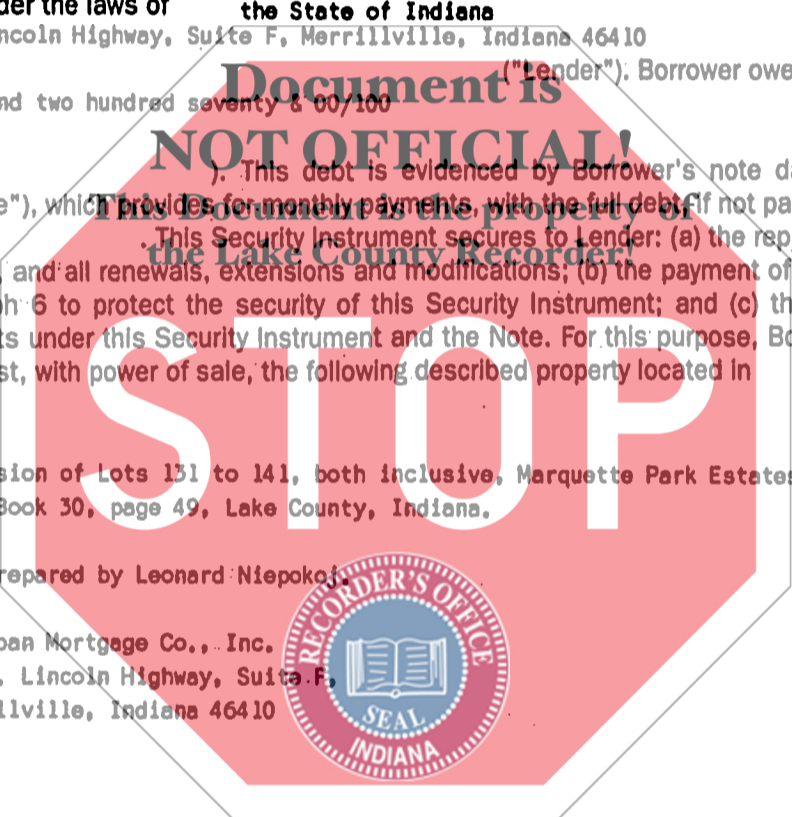 der the laws of the State of Indiana
ncoln Highway, Suite F, Merrillville, Indiana 46410
("Lender"). Borrower owe
Document is
nd two hundred seventy & 00/100
NOT OFFICIAL!
). This debt is evidenced by Borrower's note d
e"), which provides for monthly payments, with the full debt, if not pa
This Document is the property of
. This Security Instrument secures to Lender: (a) the rep
the Lake County Recorder!
and all renewals, extensions and modifications; (b) the payment of
h 6 to protect the security of this Security Instrument; and (c) th
ts under this Security Instrument and the Note. For this purpose, Bo
st, with power of sale, the following described property located in
STOP
sion of Lots 131 to 141, both inclusive, Marquette Park Estates
Book 30, page 49, Lake County, Indiana.
repared by Leonard Niepokoj.
RECORDER'S OFFICE
oan Mortgage Co., Inc.
. Lincoln Highway, Suite F,
llville, Indiana 46410
SEAL
INDIANA